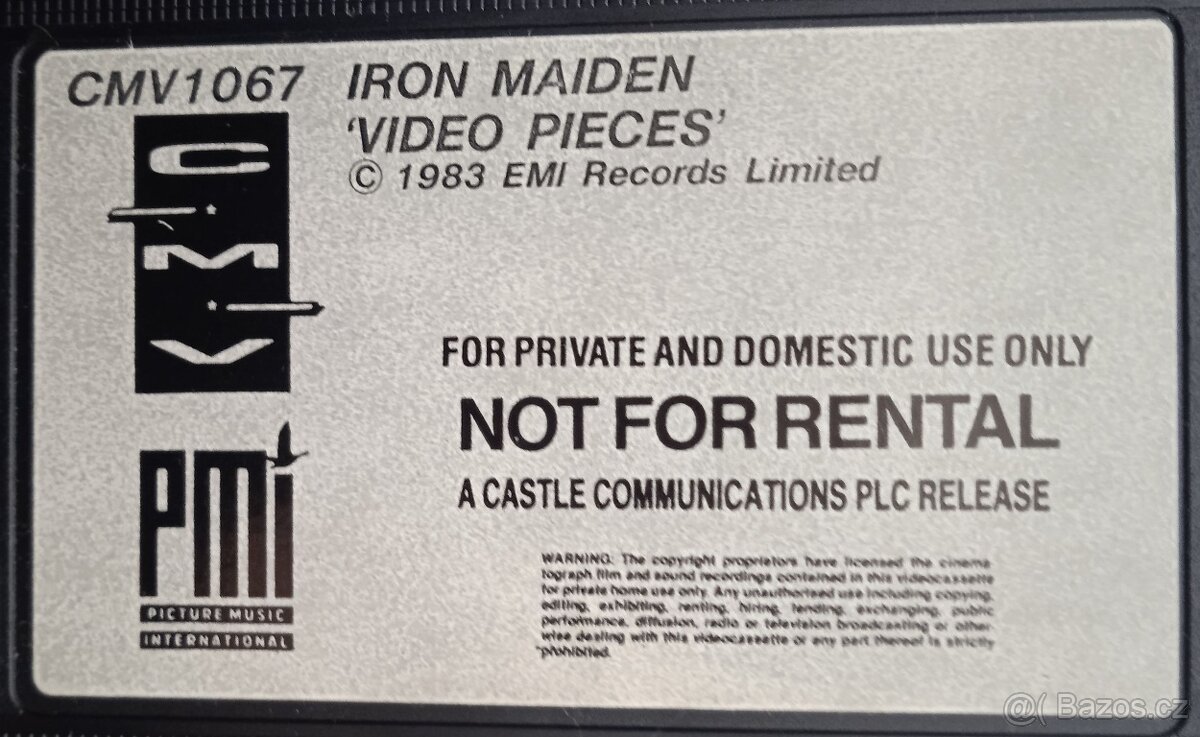 CMV1067 IRON MAIDEN
'VIDEO PIECES'
© 1983 EMI Records Limited
C
M
V
FOR PRIVATE AND DOMESTIC USE ONLY
NOT FOR RENTAL
A CASTLE COMMUNICATIONS PLC RELEASE
PMI
PICTURE MUSIC
INTERNATIONAL
WARNING: The copyright proprietors have licensed the cinema
tograph film and sound recordings contained in this videocassette
for private home use only. Any unauthorised use including copying,
editing, exhibiting, renting, hiring, lending, exchanging, public
performance, diffusion, radio or television broadcasting or other
wise dealing with this videocassette or any part thereof is strictly
prohibited.
@( Bazos.cz